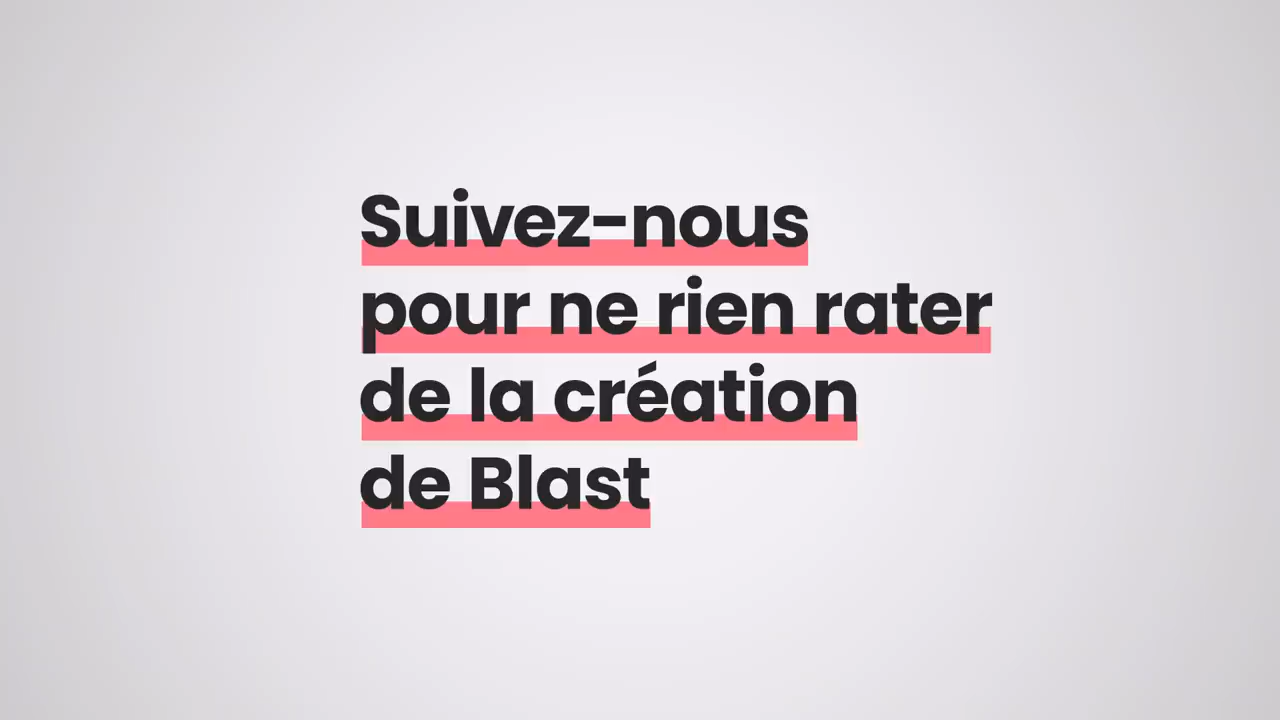 Suivez-nous
pour ne rien rater
de la création
de Blast